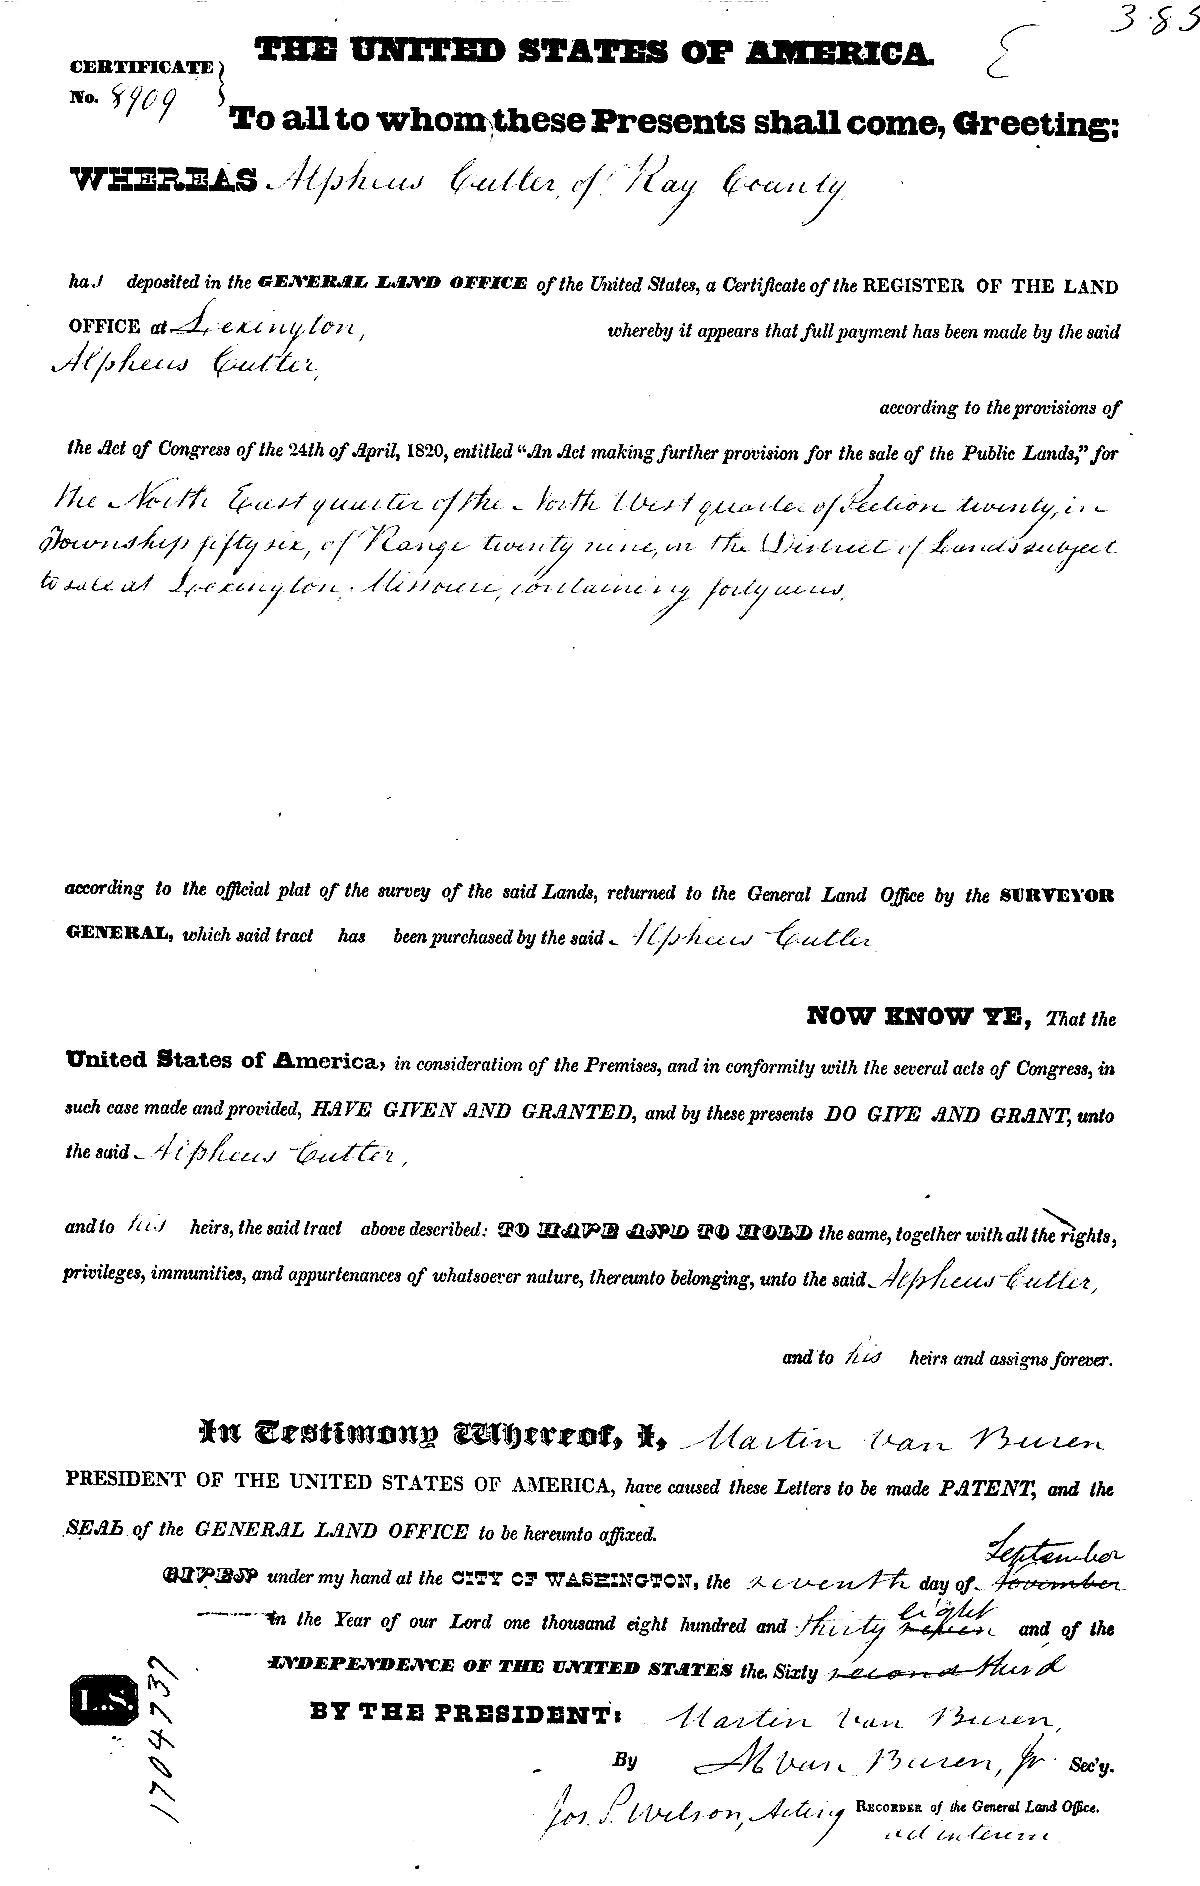 383
THE UNITED STATES OF AMERICA.
E
CERTIFICATE
No. 8909
To all to whom these Presents shall come, Greeting:
WHEREAS Alpheus Cutler, of Ray County,
has deposited in the GENERAL LAND OFFICE of the United States, a Certificate of the REGISTER OF THE LAND
OFFICE at Lexington, whereby it appears that full payment has been made by the said
Alpheus Cutler,
according to the provisions of
the Act of Congress of the 24th of April, 1820, entitled “An Act making further provision for the sale of the Public Lands,” for
the North East quarter of the North West quarter of Section twenty, in
Township fifty six, of Range twenty nine, in the District of Lands subject
to sale at Lexington, Missouri, containing forty acres,
according to the official plat of the survey of the said Lands, returned to the General Land Office by the SURVEYOR
GENERAL, which said tract has been purchased by the said Alpheus Cutler
NOW KNOW YE, That the
United States of America, in consideration of the Premises, and in conformity with the several acts of Congress, in
such case made and provided, HAVE GIVEN AND GRANTED, and by these presents DO GIVE AND GRANT, unto
the said Alpheus Cutler,
and to his heirs, the said tract above described: TO HAVE AND TO HOLD the same, together with all the rights,
privileges, immunities, and appurtenances of whatsoever nature, thereunto belonging, unto the said Alpheus Cutler,
and to his heirs and assigns forever.
In Testimony Whereof, I, Martin Van Buren
PRESIDENT OF THE UNITED STATES OF AMERICA, have caused these Letters to be made PATENT, and the
SEAL of the GENERAL LAND OFFICE to be hereunto affixed.
September
GIVEN under my hand at the CITY OF WASHINGTON, the seventh day of November
eight
in the Year of our Lord one thousand eight hundred and thirty seven and of the
INDEPENDENCE OF THE UNITED STATES the Sixty second third
L.S.
1704737
BY THE PRESIDENT: Martin Van Buren,
By M Van Buren, Jr. Sec'y.
Jos. S. Wilson, Acting RECORDER of the General Land Office.
ad interim